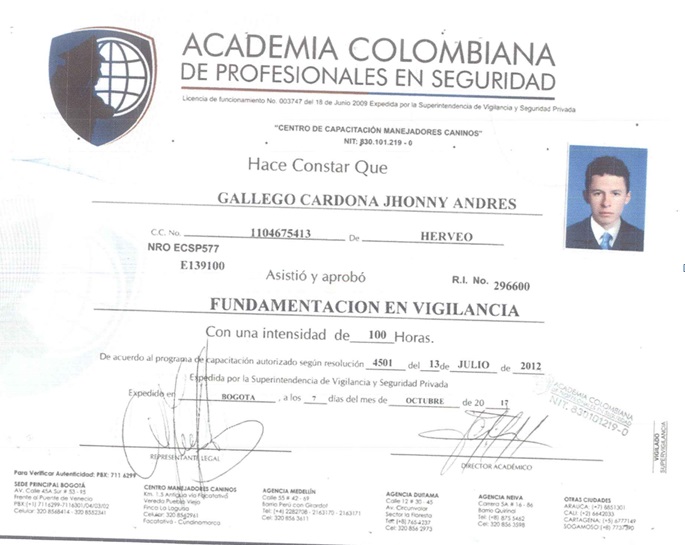 ACADEMIA COLOMBIANA
DE PROFESIONALES EN SEGURIDAD
Licencia de funcionamiento No. 003747 del 18 de Junio 2009 Expedida por la Superintendencia de Vigilancia y Seguridad Privada
"CENTRO DE CAPACITACIÓN MANEJADORES CANINOS"
NIT: 830.101.219 - 0
Hace Constar Que
GALLEGO CARDONA JHONNY ANDRES
C.C. No. 1104675413 De HERVEO
NRO ECSP577
E139100
Asistió y aprobó
R.I. No. 296600
FUNDAMENTACION EN VIGILANCIA
Con una intensidad de 100 Horas.
De acuerdo al programa de capacitación autorizado según resolución 4501 del 13 de JULIO de 2012
Expedida por la Superintendencia de Vigilancia y Seguridad Privada
Expedido en BOGOTA, a los 7 días del mes de OCTUBRE de 2017
ACADEMIA COLOMBIANA
NIT: 830101219-0
REPRESENTANTE LEGAL
DIRECTOR ACADÉMICO
VIGILADO
SUPERVIGILANCIA
Para Verificar Autenticidad: PBX: 711 6299
SEDE PRINCIPAL BOGOTÁ
AV. Calle 45A Sur # 52 - 95
frente al Puente de Venecia
PBX: (+1) 7116299-7116301/04/03/02
Celular: 320 8568414 - 320 8562341
CENTRO MANEJADORES CANINOS
Km. 1.5 Antigua vía Facatativá
Vereda Pueblo Viejo
Finca La Laguna
Celular: 320 8562961
Facatativá - Cundinamarca
AGENCIA MEDELLÍN
Calle 55 # 42 - 69
Barrio Perú con Girardot
Tel: (+4) 2282708 - 2163170 - 2163171
Cel: 320 856 3611
AGENCIA DUITAMA
Calle 12 # 30 - 45
Av. Circunvalar
Sector la Floresta
Tel: (+8) 765 4237
Cel: 320 856 2973
AGENCIA NEIVA
Carrera 5A # 16 - 86
Barrio Quirinal
Tel: (+8) 875 5462
Cel: 320 856 3598
OTRAS CIUDADES
ARAUCA. (+7) 8851301
CALI: (+2) 6642033
CARTAGENA: (+5) 6777149
SOGAMOSO: (+8) 7737380